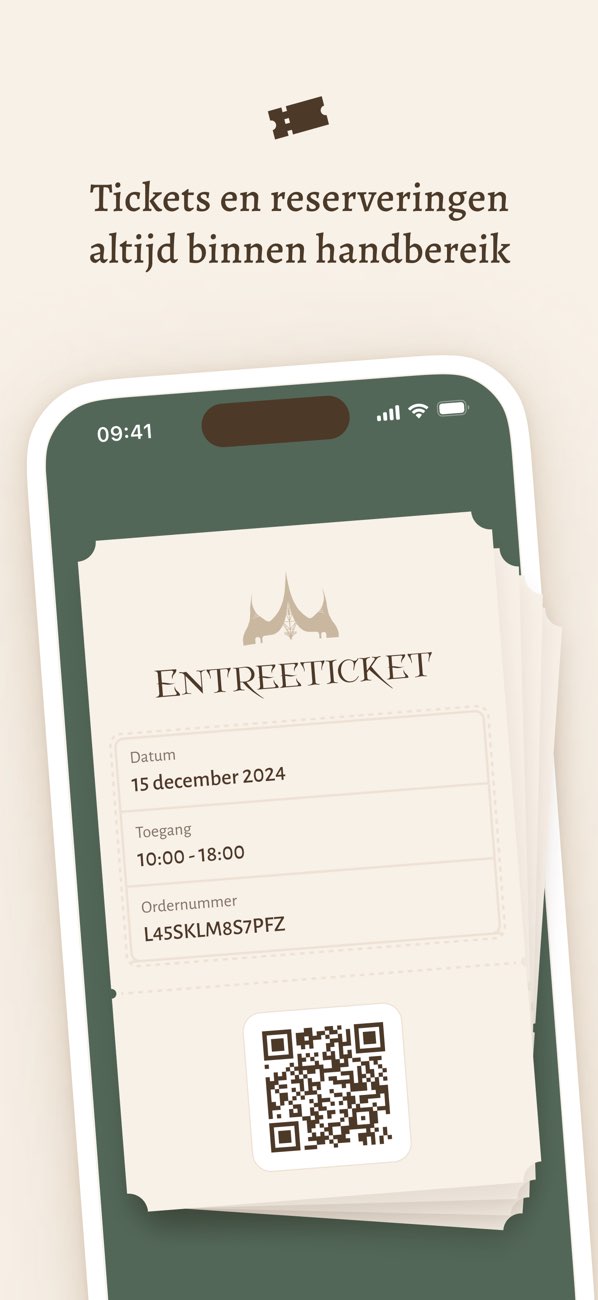 Tickets en reserveringen
altijd binnen handbereik
09:41
ENTREETICKET
Datum
15 december 2024
Toegang
10:00 - 18:00
Ordernummer
L45SKLM8S7PFZ